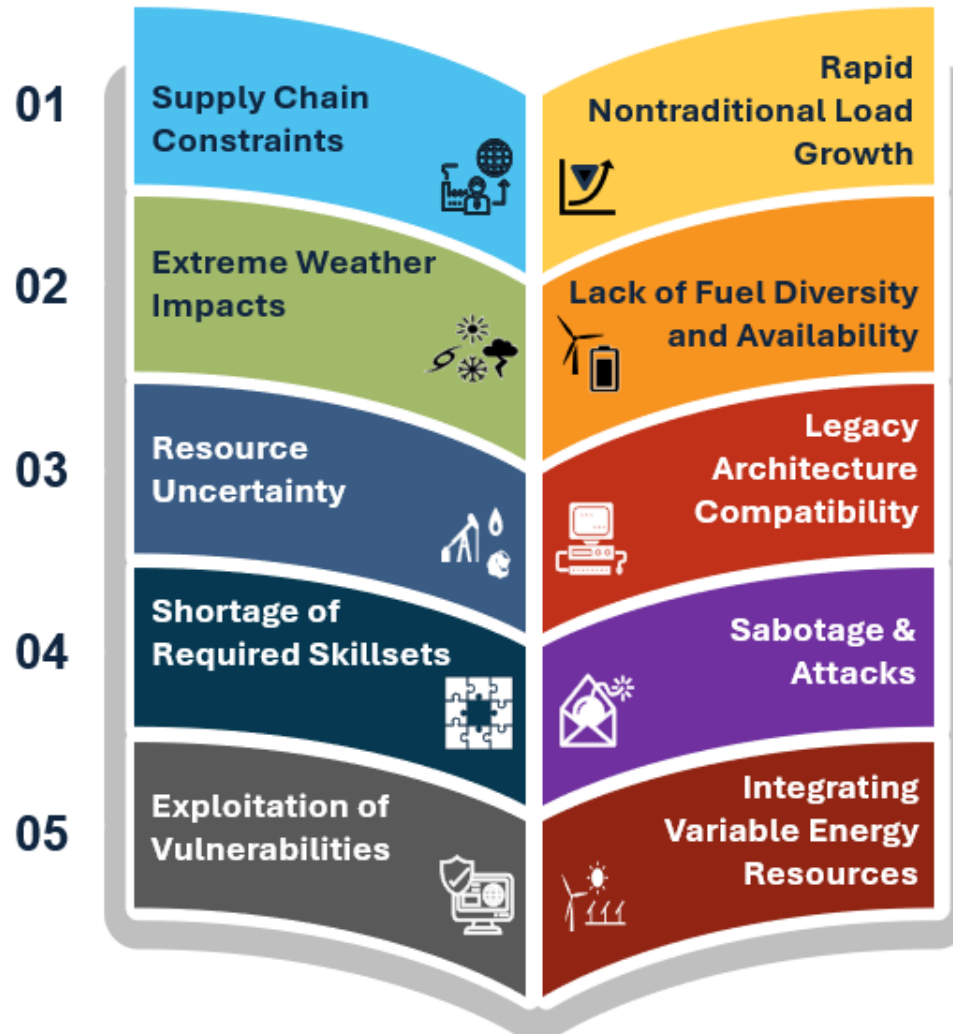 01
Supply Chain
Constraints
Rapid
Nontraditional Load
Growth
02
Extreme Weather
Impacts
Lack of Fuel Diversity
and Availability
03
Resource
Uncertainty
Legacy
Architecture
Compatibility
04
Shortage of
Required Skillsets
Sabotage &
Attacks
05
Exploitation of
Vulnerabilities
Integrating
Variable Energy
Resources